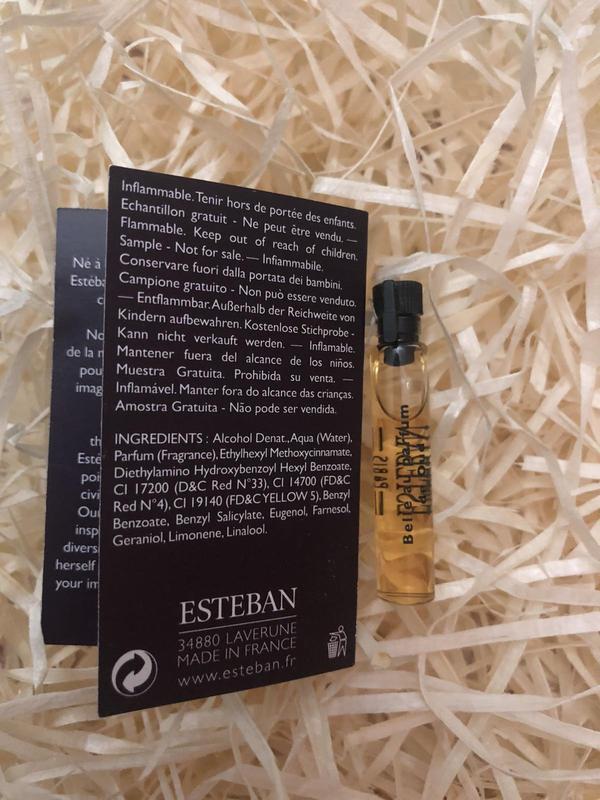 Inflammable. Tenir hors de portée des enfants.
Echantillon gratuit - Ne peut être vendu. —
Flammable. Keep out of reach of children.
Sample - Not for sale. — Infiammabile.
Conservare fuori dalla portata dei bambini.
Campione gratuito - Non può essere venduto.
— Entflammbar. Außerhalb der Reichweite von
Kindern aufbewahren. Kostenlose Stichprobe -
Kann nicht verkauft werden. — Inflamable.
Mantener fuera del alcance de los niños.
Muestra Gratuita. Prohibida su venta. —
Inflamável. Manter fora do alcance das crianças.
Amostra Gratuita - Não pode ser vendida.
INGREDIENTS : Alcohol Denat., Aqua (Water),
Parfum (Fragrance), Ethylhexyl Methoxycinnamate,
Diethylamino Hydroxybenzoyl Hexyl Benzoate,
CI 17200 (D&C Red N°33), CI 14700 (FD&C
Red N°4), CI 19140 (FD&C YELLOW 5), Benzyl
Benzoate, Benzyl Salicylate, Eugenol, Farnesol,
Geraniol, Limonene, Linalool.
ESTEBAN
34880 LAVERUNE
MADE IN FRANCE
www.esteban.fr
Né à
de la
your
herself